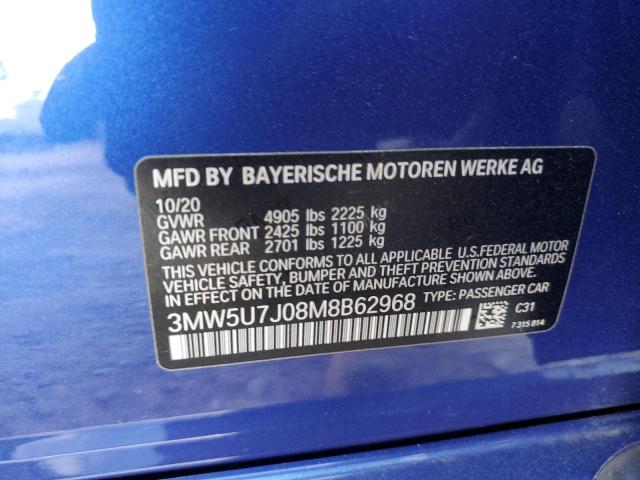 MFD BY BAYERISCHE MOTOREN WERKE AG
10/20
GVWR 4905 lbs 2225 kg
GAWR FRONT 2425 lbs 1100 kg
GAWR REAR 2701 lbs 1225 kg
THIS VEHICLE CONFORMS TO ALL APPLICABLE U.S.FEDERAL MOTOR
VEHICLE SAFETY, BUMPER AND THEFT PREVENTION STANDARDS
IN EFFECT ON THE DATE OF MANUFACTURE SHOWN ABOVE.
3MW5U7J08M8B62968 TYPE: PASSENGER CAR
C31
7 315 814